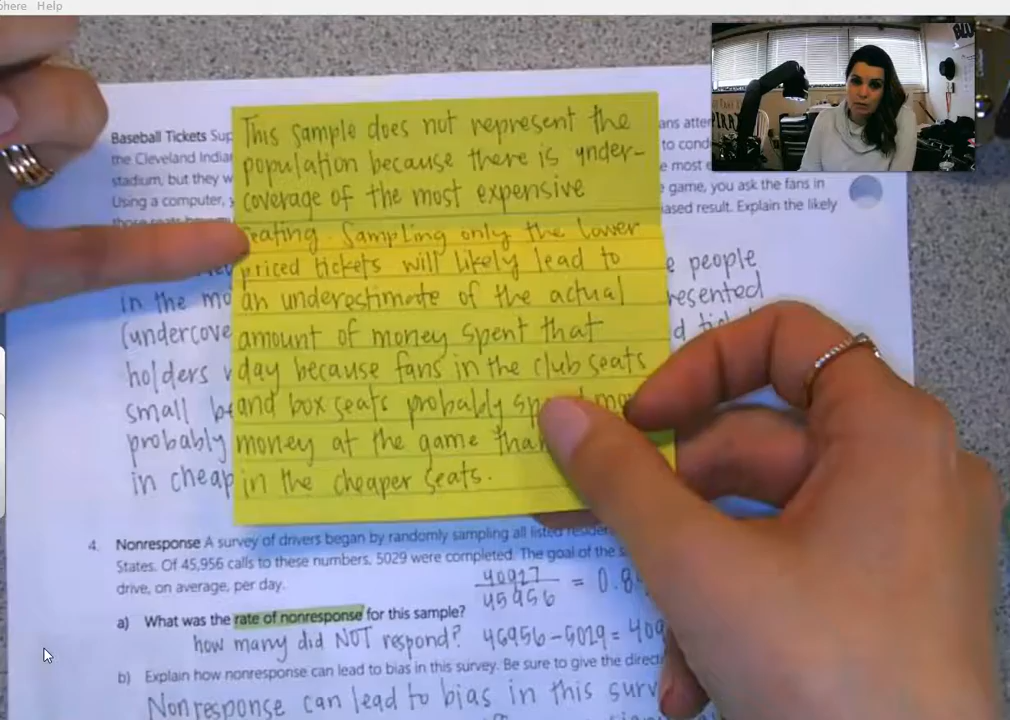 Help
Baseball Tickets Sup
the Cleveland India
stadium, but they w
Using a computer, y
ans atten
to cond
e most e
e game, you ask the fans in
ased result. Explain the likely
This sample does not represent the
population because there is under-
coverage of the most expensive
seating. Sampling only the lower
priced tickets will likely lead to
an underestimate of the actual
amount of money spent that
day because fans in the club seats
and box seats probably
money at the game than
in the cheaper seats.
in the mo
(undercove
holders
small be
probably
in cheap
e people
resented
4. Nonresponse A survey of drivers began by randomly sampling all listed
States. Of 45,956 calls to these numbers, 5029 were completed. The goal of the s
drive, on average, per day.
40927
45956
= 0.8
a) What was the rate of nonresponse for this sample?
how many did NOT respond? 45956 - 5029 = 409
b) Explain how nonresponse can lead to bias in this survey. Be sure to give the direct
Nonresponse can lead to bias in this surv